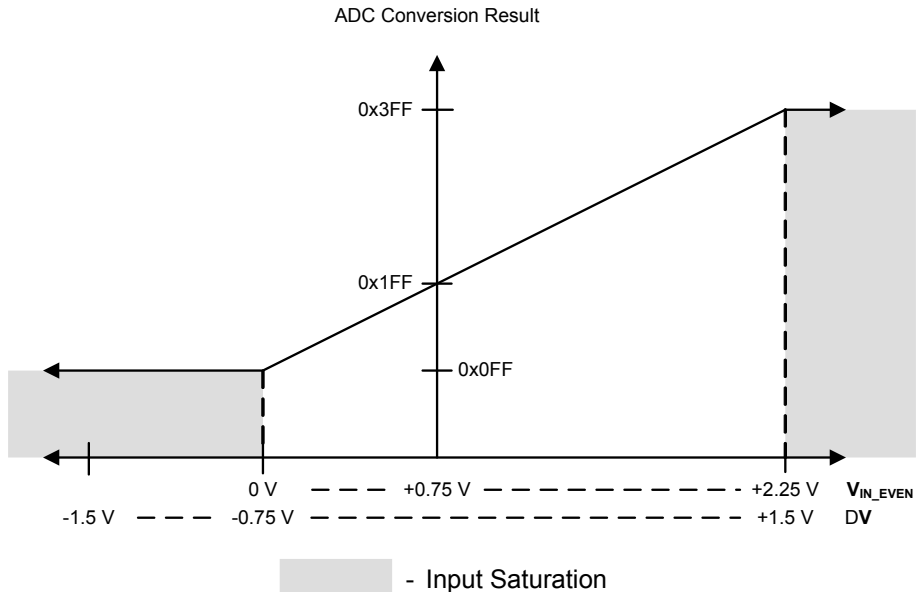 ADC Conversion Result
0x3FF
0x1FF
0x0FF
0 V +0.75 V +2.25 V VIN_EVEN
-1.5 V -0.75 V +1.5 V DV
- Input Saturation